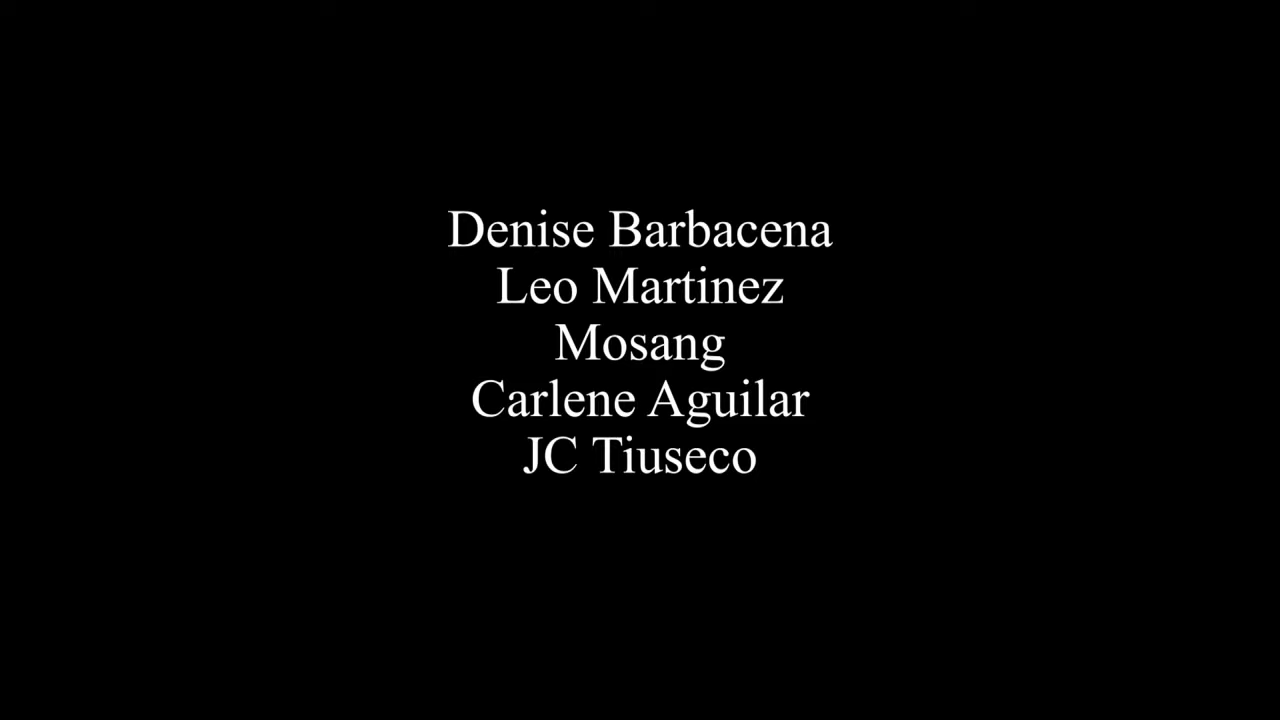 Denise Barbacena
Leo Martinez
Mosang
Carlene Aguilar
JC Tiuseco